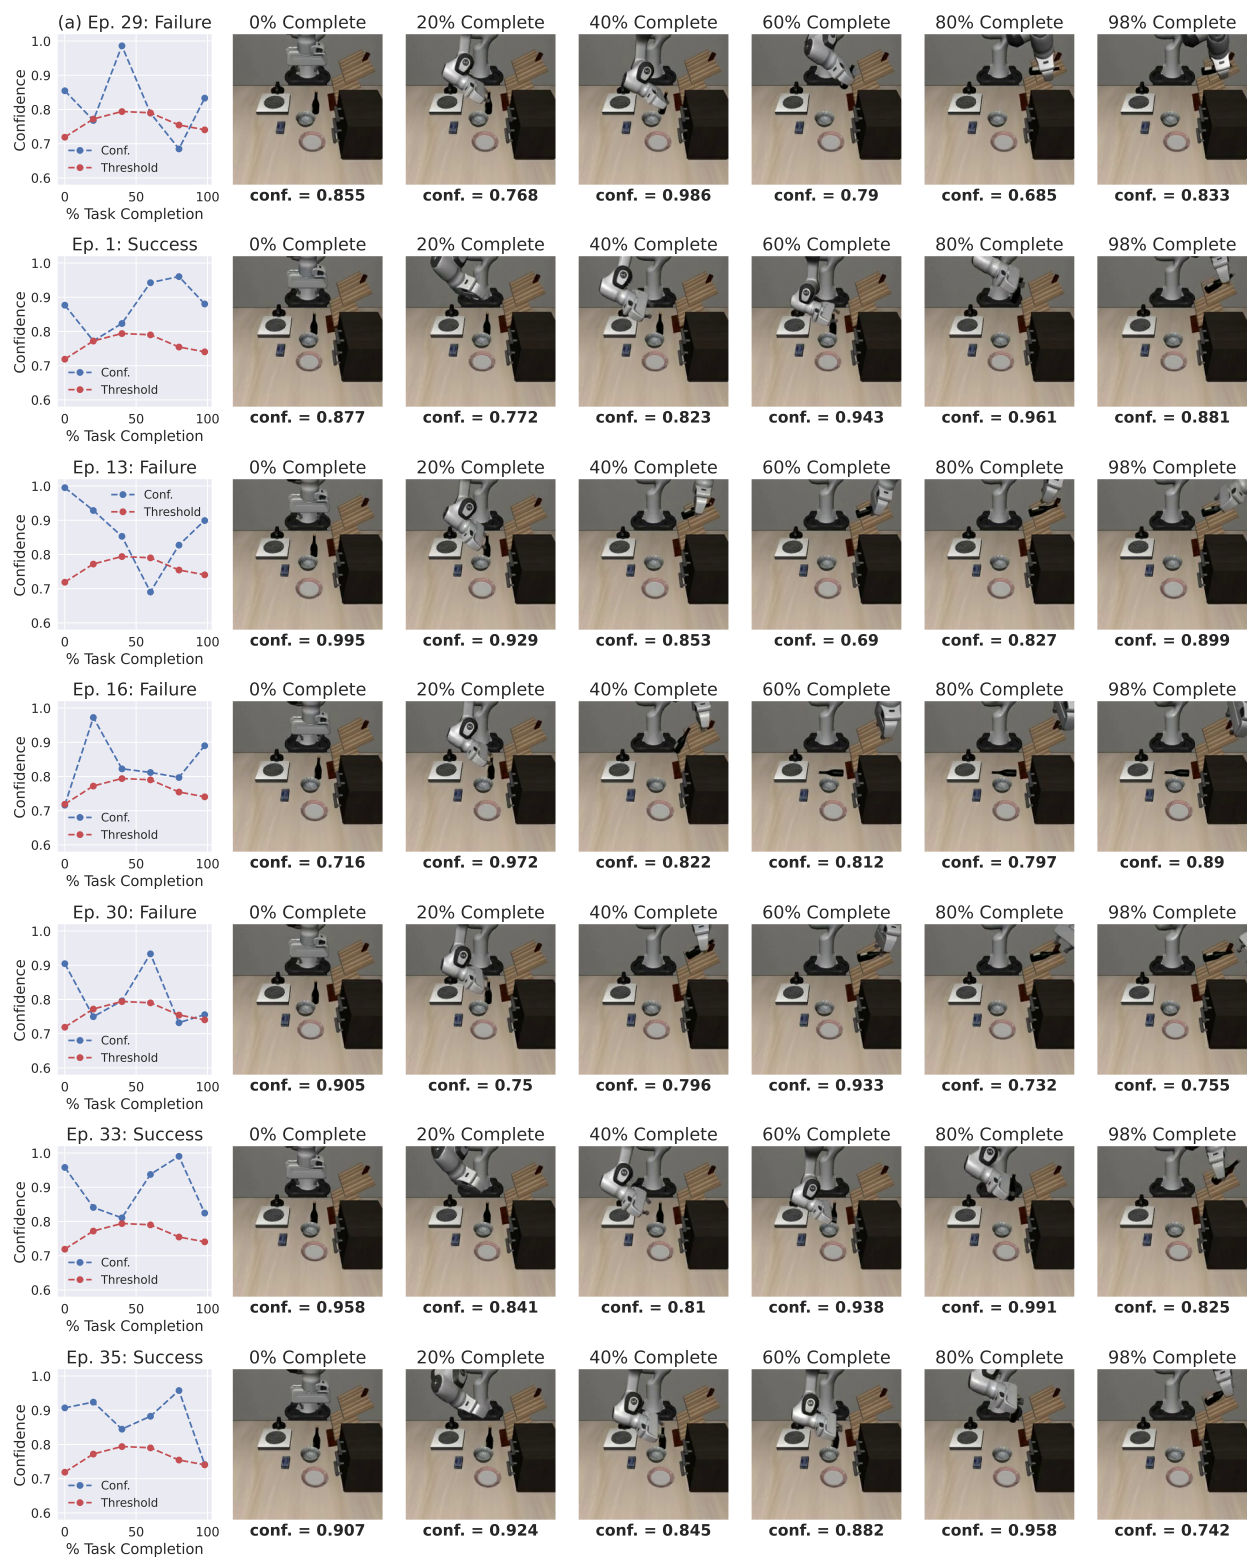 (a) Ep. 29: Failure 0% Complete 20% Complete 40% Complete 60% Complete 80% Complete 98% Complete
1.0
0.9
0.8
0.7
0.6
Confidence
Conf.
Threshold
0 50 100
% Task Completion
conf. = 0.855 conf. = 0.768 conf. = 0.986 conf. = 0.79 conf. = 0.685 conf. = 0.833
Ep. 1: Success 0% Complete 20% Complete 40% Complete 60% Complete 80% Complete 98% Complete
1.0
0.9
0.8
0.7
0.6
Confidence
Conf.
Threshold
0 50 100
% Task Completion
conf. = 0.877 conf. = 0.772 conf. = 0.823 conf. = 0.943 conf. = 0.961 conf. = 0.881
Ep. 13: Failure 0% Complete 20% Complete 40% Complete 60% Complete 80% Complete 98% Complete
1.0
0.9
0.8
0.7
0.6
Confidence
Conf.
Threshold
0 50 100
% Task Completion
conf. = 0.995 conf. = 0.929 conf. = 0.853 conf. = 0.69 conf. = 0.827 conf. = 0.899
Ep. 16: Failure 0% Complete 20% Complete 40% Complete 60% Complete 80% Complete 98% Complete
1.0
0.9
0.8
0.7
0.6
Confidence
Conf.
Threshold
0 50 100
% Task Completion
conf. = 0.716 conf. = 0.972 conf. = 0.822 conf. = 0.812 conf. = 0.797 conf. = 0.89
Ep. 30: Failure 0% Complete 20% Complete 40% Complete 60% Complete 80% Complete 98% Complete
1.0
0.9
0.8
0.7
0.6
Confidence
Conf.
Threshold
0 50 100
% Task Completion
conf. = 0.905 conf. = 0.75 conf. = 0.796 conf. = 0.933 conf. = 0.732 conf. = 0.755
Ep. 33: Success 0% Complete 20% Complete 40% Complete 60% Complete 80% Complete 98% Complete
1.0
0.9
0.8
0.7
0.6
Confidence
Conf.
Threshold
0 50 100
% Task Completion
conf. = 0.958 conf. = 0.841 conf. = 0.81 conf. = 0.938 conf. = 0.991 conf. = 0.825
Ep. 35: Success 0% Complete 20% Complete 40% Complete 60% Complete 80% Complete 98% Complete
1.0
0.9
0.8
0.7
0.6
Confidence
Conf.
Threshold
0 50 100
% Task Completion
conf. = 0.907 conf. = 0.924 conf. = 0.845 conf. = 0.882 conf. = 0.958 conf. = 0.742